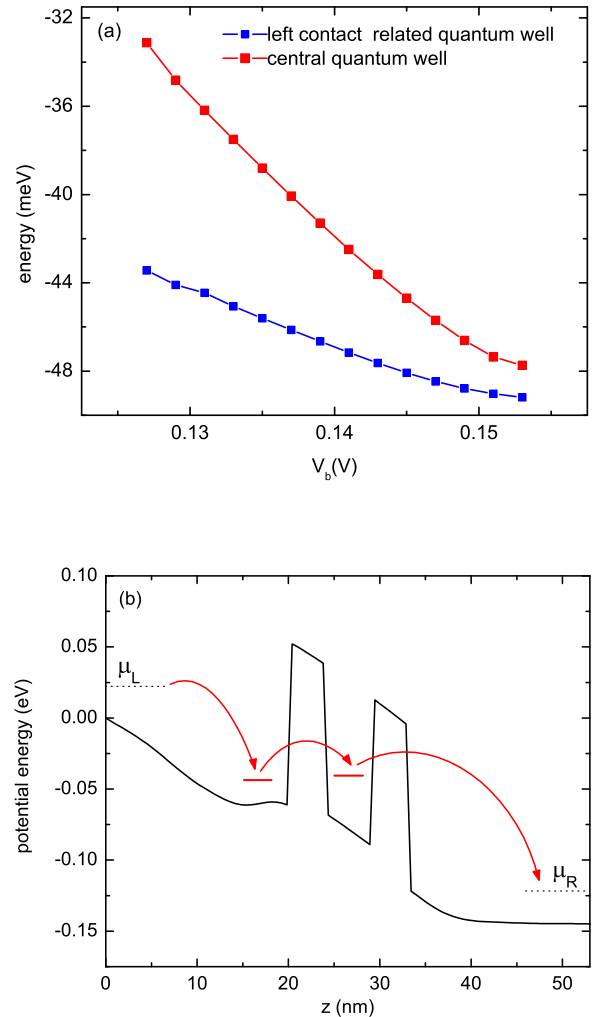 (a)
left contact related quantum well
central quantum well
-32
-36
-40
-44
-48
energy (meV)
0.13 0.14 0.15
V_b(V)
(b)
0.10
0.05
0.00
-0.05
-0.10
-0.15
potential energy (eV)
μ_L
μ_R
0 10 20 30 40 50
z (nm)